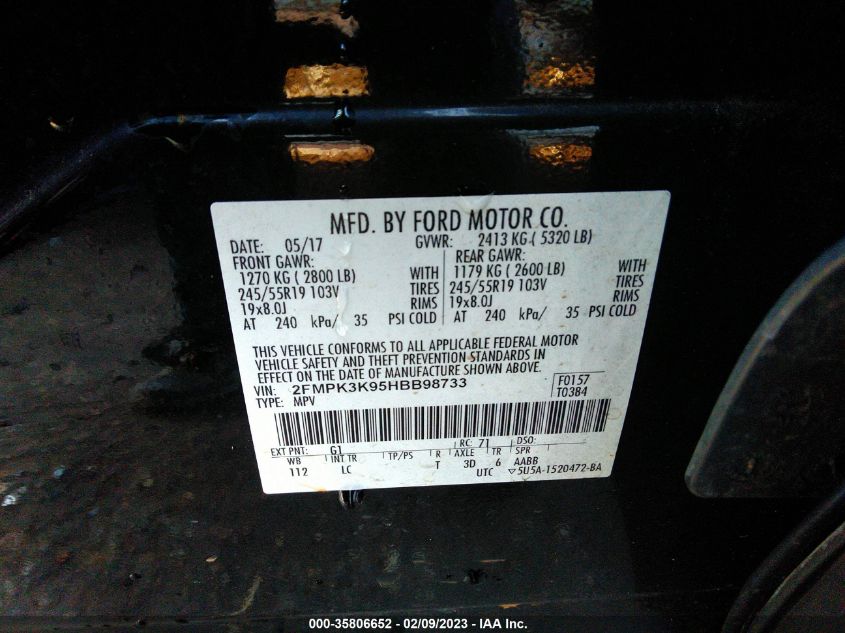 MFD. BY FORD MOTOR CO.
DATE: 05/17 GVWR: 2413 KG ( 5320 LB)
FRONT GAWR: REAR GAWR:
1270 KG ( 2800 LB) WITH 1179 KG ( 2600 LB) WITH
245/55R19 103V TIRES 245/55R19 103V TIRES
19x8.0J RIMS 19x8.0J RIMS
AT 240 kPa/ 35 PSI COLD AT 240 kPa/ 35 PSI COLD
THIS VEHICLE CONFORMS TO ALL APPLICABLE FEDERAL MOTOR
VEHICLE SAFETY AND THEFT PREVENTION STANDARDS IN
EFFECT ON THE DATE OF MANUFACTURE SHOWN ABOVE.
VIN: 2FMPK3K95HBB98733 F0157
TYPE: MPV T0384
EXT PNT: G1 RC: 71 DSO:
WB INT TR TP/PS R AXLE TR SPR
112 LC T 3D 6 AABB
UTC ▽5U5A-1520472-BA
000-35806652 - 02/09/2023 - IAA Inc.